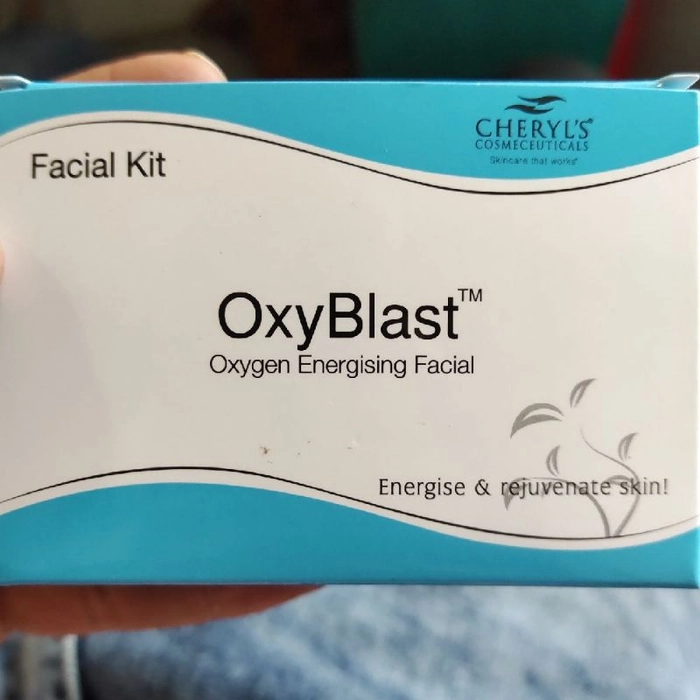 CHERYL'S
COSMECEUTICALS
Skincare that works
Facial Kit
OxyBlast™
Oxygen Energising Facial
Energise & rejuvenate skin!